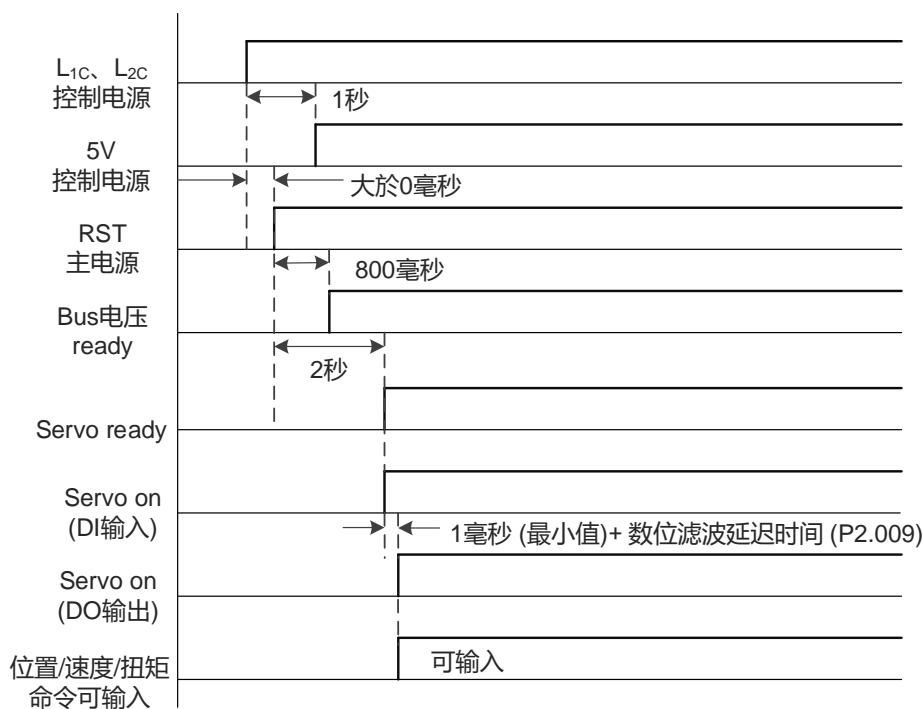 L1C、L2C
控制电源
1秒
5V
控制电源
大於0毫秒
RST
主电源
800毫秒
Bus电压
ready
2秒
Servo ready
Servo on
(DI输入)
1毫秒 (最小值)+ 数位滤波延迟时间 (P2.009)
Servo on
(DO输出)
位置/速度/扭矩
命令可输入
可输入